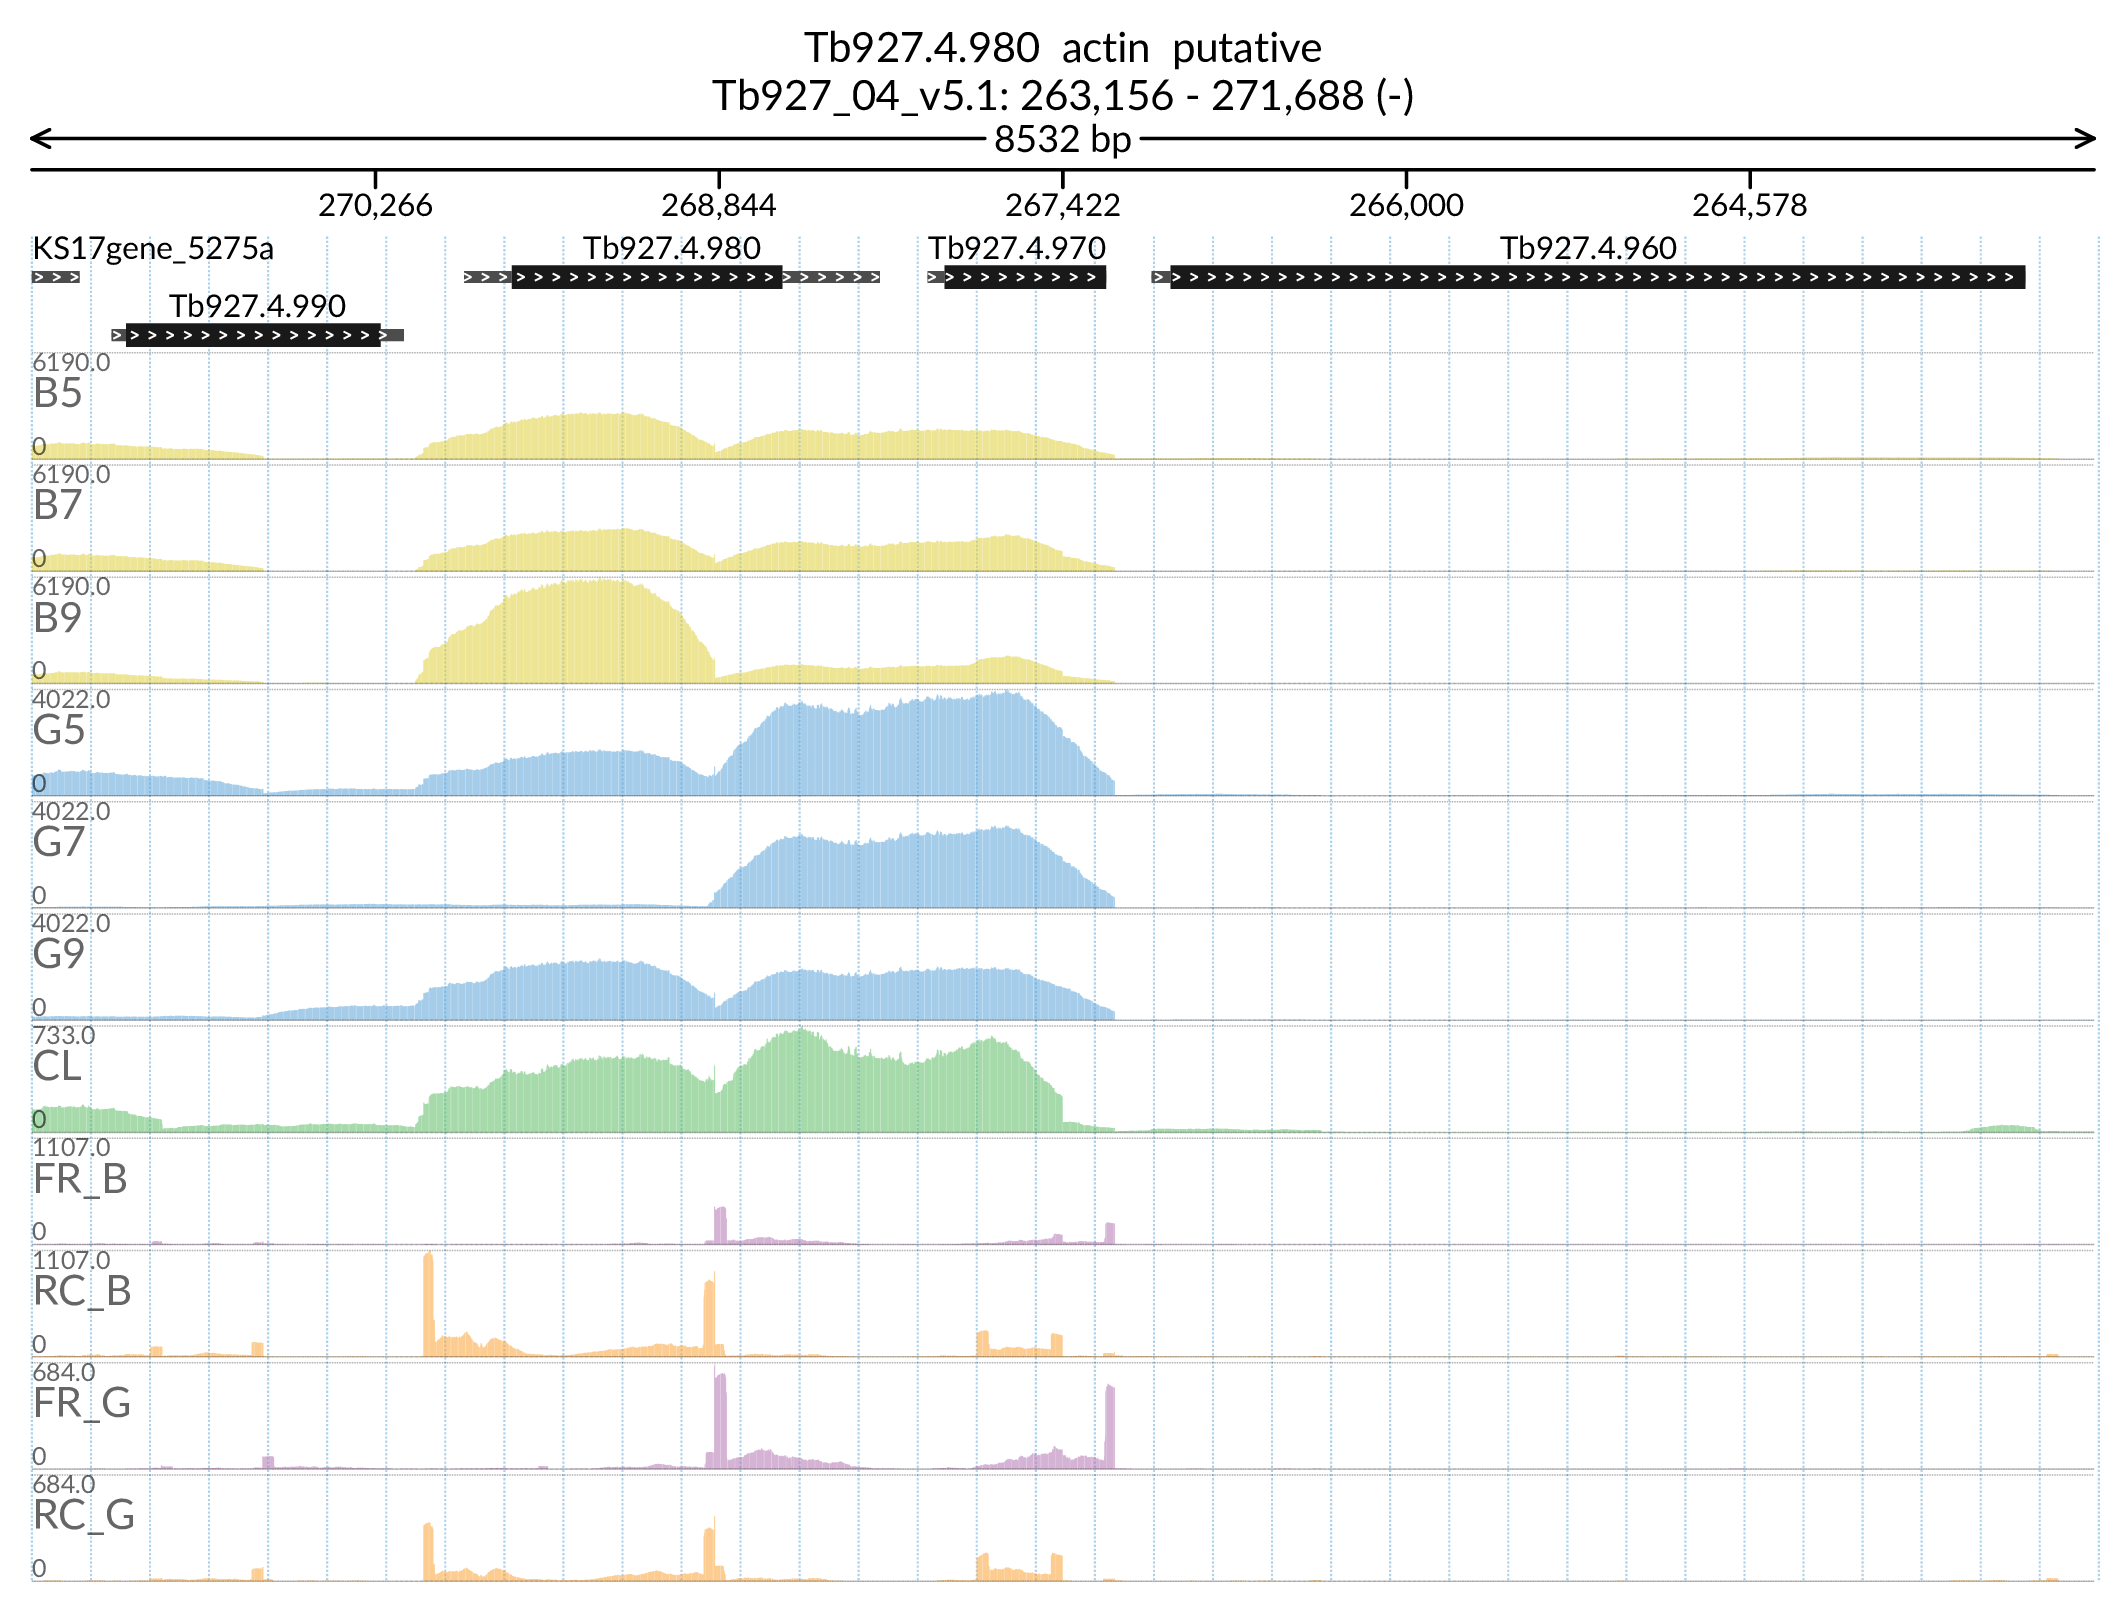 Tb927.4.980 actin putative
Tb927_04_v5.1: 263,156 - 271,688 (-)
8532 bp
270,266 268,844 267,422 266,000 264,578
KS17gene_5275a Tb927.4.980 Tb927.4.970 Tb927.4.960
Tb927.4.990
6190.0
B5
0
6190.0
B7
0
6190.0
B9
0
4022.0
G5
0
4022.0
G7
0
4022.0
G9
0
733.0
CL
0
1107.0
FR_B
0
1107.0
RC_B
0
684.0
FR_G
0
684.0
RC_G
0